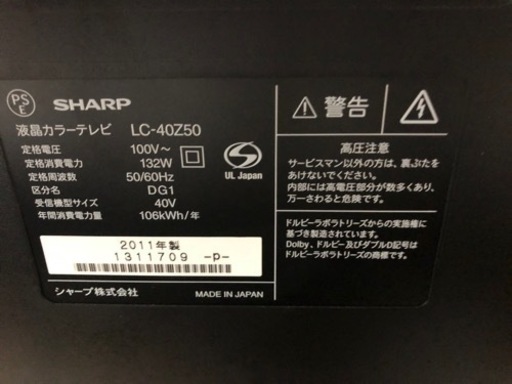 PSE
SHARP
液晶カラーテレビ LC-40Z50
定格電圧 100V～
定格消費電力 132W
定格周波数 50/60Hz
区分名 DG1
受信機型サイズ 40V
年間消費電力量 106kWh/年
S
UL Japan
2011年製
1311709 -p-
シャープ株式会社 MADE IN JAPAN
警告
高圧注意
サービスマン以外の方は、裏ぶたを
あけないでください。
内部には高電圧部分が数多く、
万一さわると危険です。
ドルビーラボラトリーズからの実施権に
基づき製造されています。
Dolby、ドルビー及びダブルD記号は
ドルビーラボラトリーズの商標です。